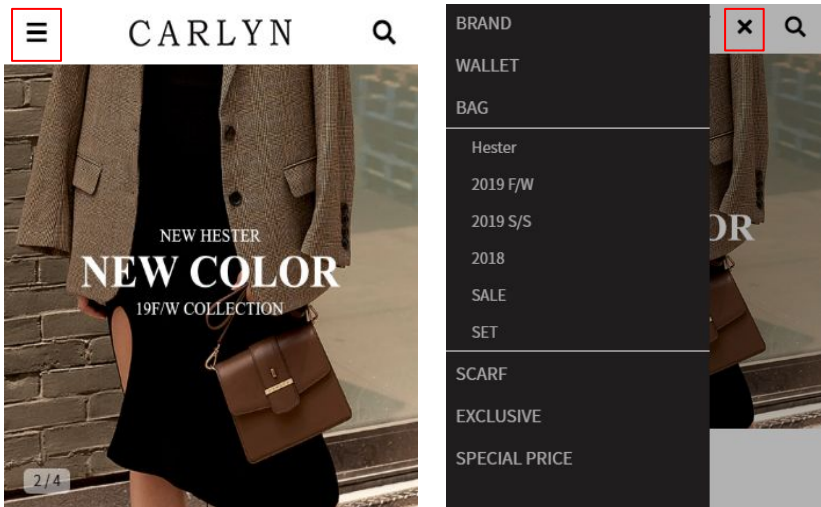 CARLYN
NEW HESTER
NEW COLOR
19F/W COLLECTION
2 / 4
BRAND
WALLET
BAG
Hester
2019 F/W
2019 S/S
2018
SALE
SET
SCARF
EXCLUSIVE
SPECIAL PRICE
OR